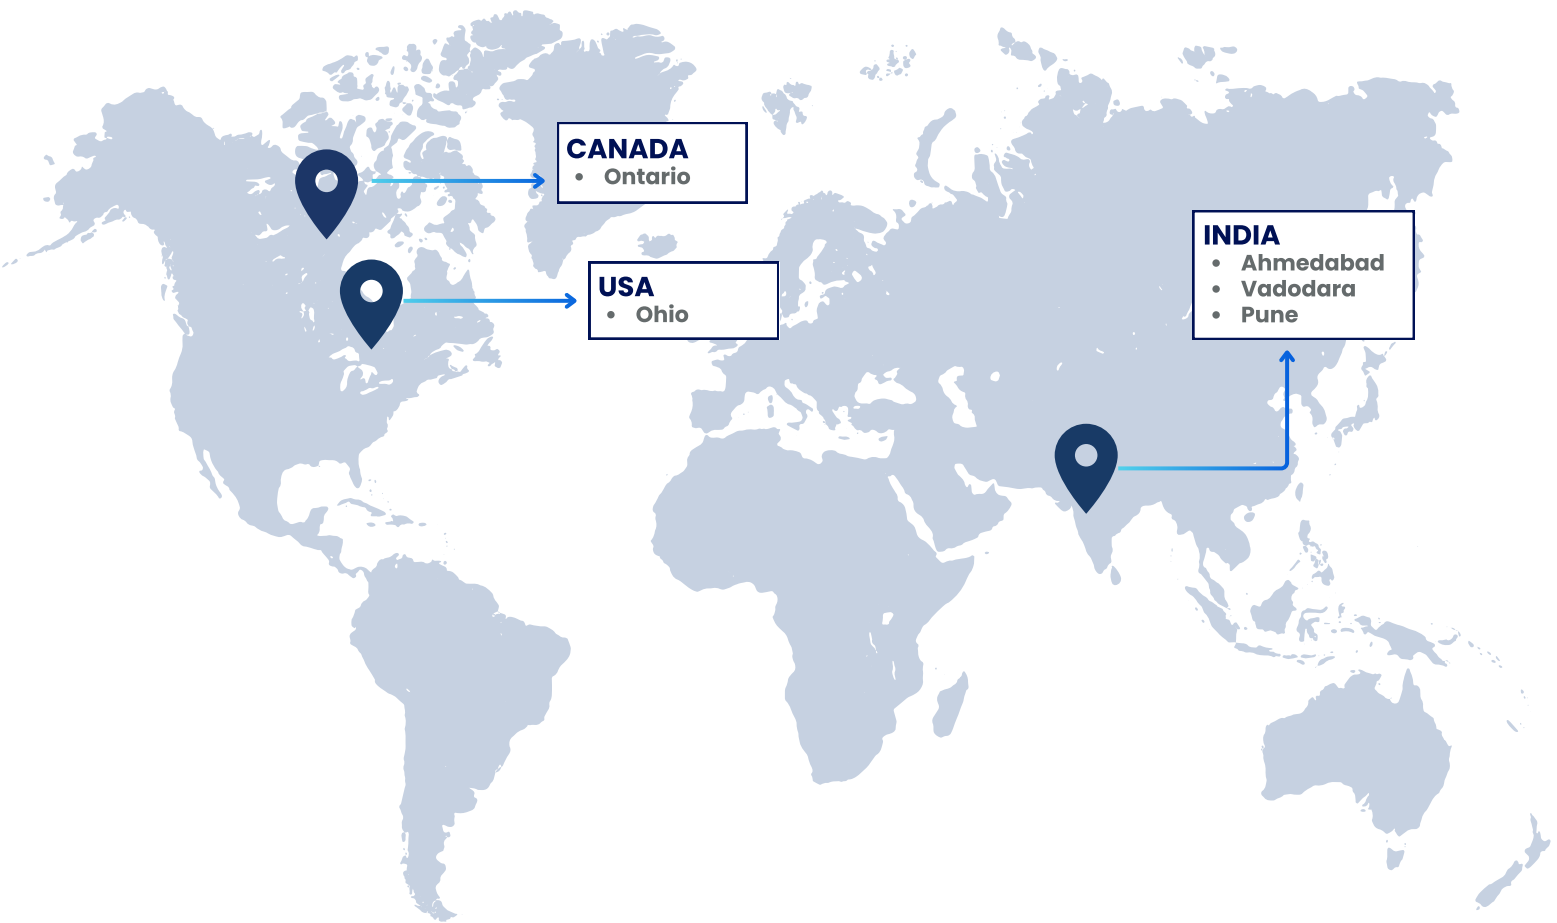 CANADA
• Ontario
USA
• Ohio
INDIA
• Ahmedabad
• Vadodara
• Pune